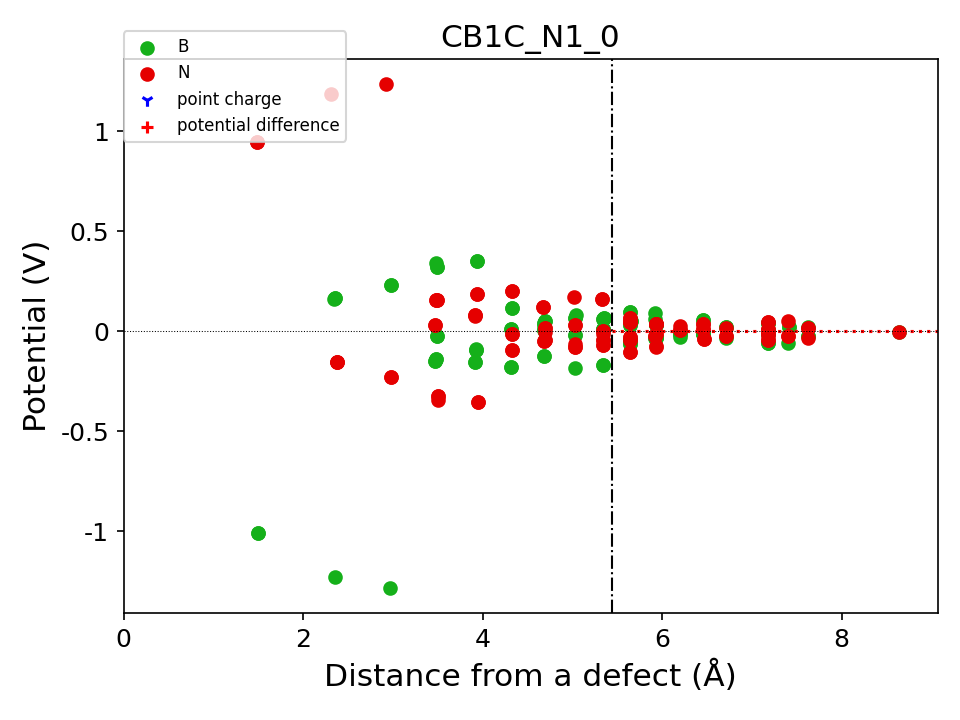 CB1C_N1_0
B
N
point charge
potential difference
1
0.5
0
-0.5
-1
Potential (V)
0 2 4 6 8
Distance from a defect (Å)